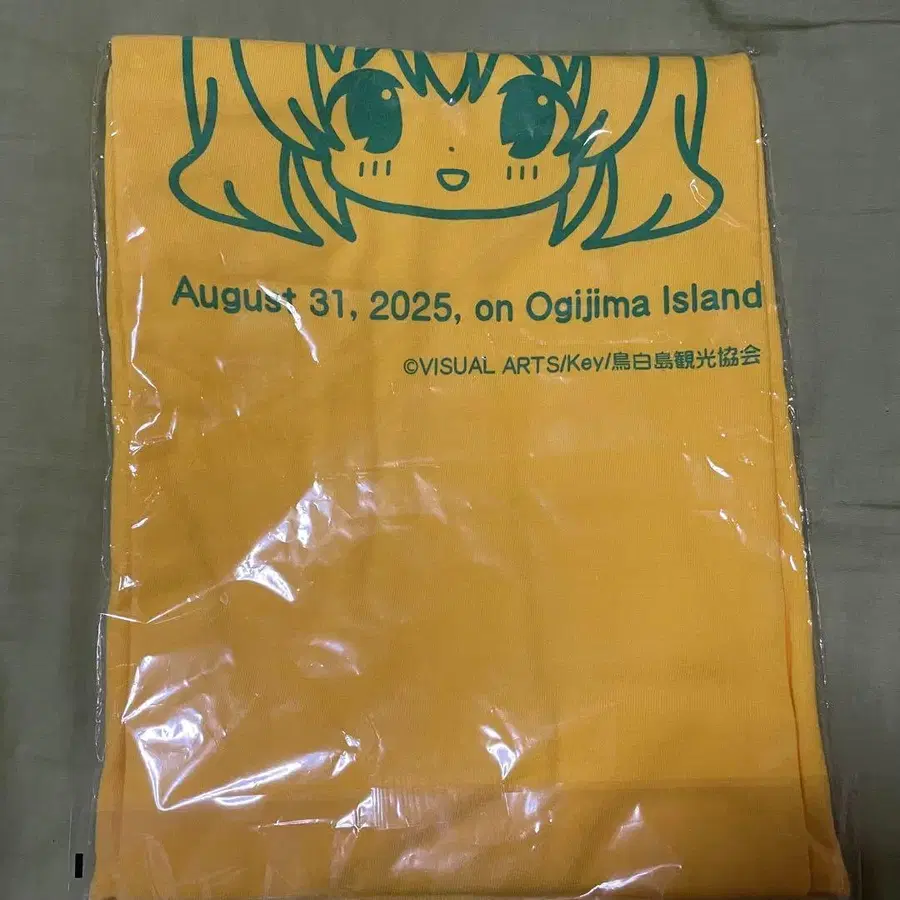 August 31, 2025, on Ogijima Island
©VISUAL ARTS/Key/鳥白島観光協会